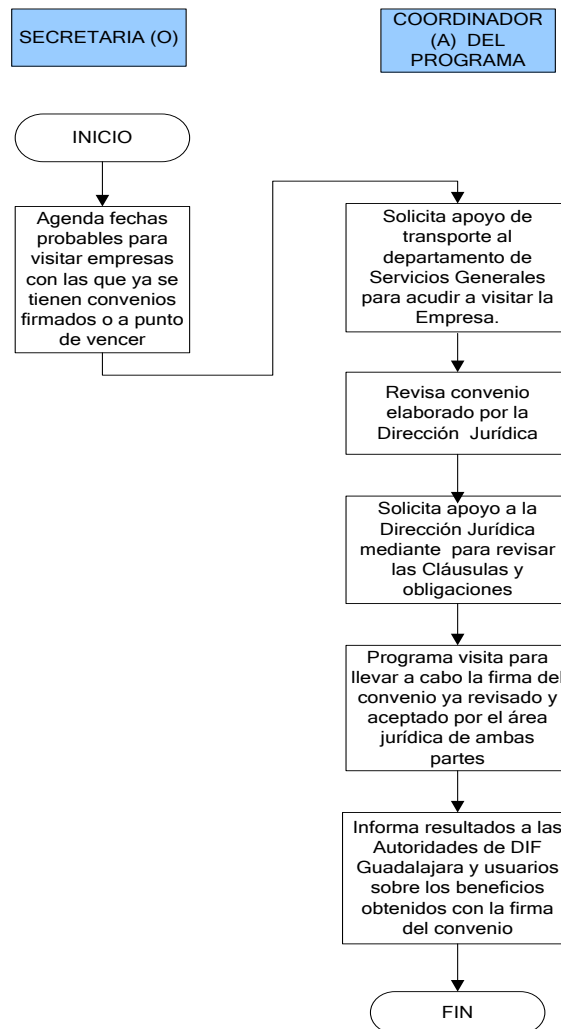 SECRETARIA (O)
COORDINADOR
(A) DEL
PROGRAMA
INICIO
Agenda fechas
probables para
visitar empresas
con las que ya se
tienen convenios
firmados o a punto
de vencer
Solicita apoyo de
transporte al
departamento de
Servicios Generales
para acudir a visitar la
Empresa.
Revisa convenio
elaborado por la
Dirección Jurídica
Solicita apoyo a la
Dirección Jurídica
mediante para revisar
las Cláusulas y
obligaciones
Programa visita para
llevar a cabo la firma del
convenio ya revisado y
aceptado por el área
jurídica de ambas
partes
Informa resultados a las
Autoridades de DIF
Guadalajara y usuarios
sobre los beneficios
obtenidos con la firma
del convenio
FIN